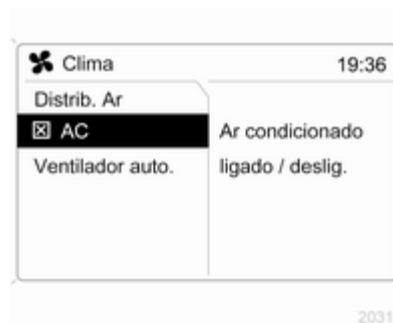 Clima 19:36
Distrib. Ar
AC
Ventilador auto.
Ar condicionado
ligado / deslig.
2031